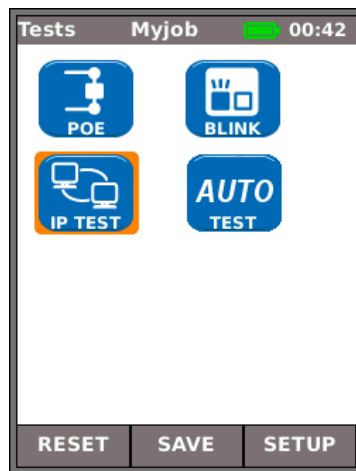 Tests Myjob 00:42
POE BLINK
IP TEST AUTO TEST
RESET SAVE SETUP